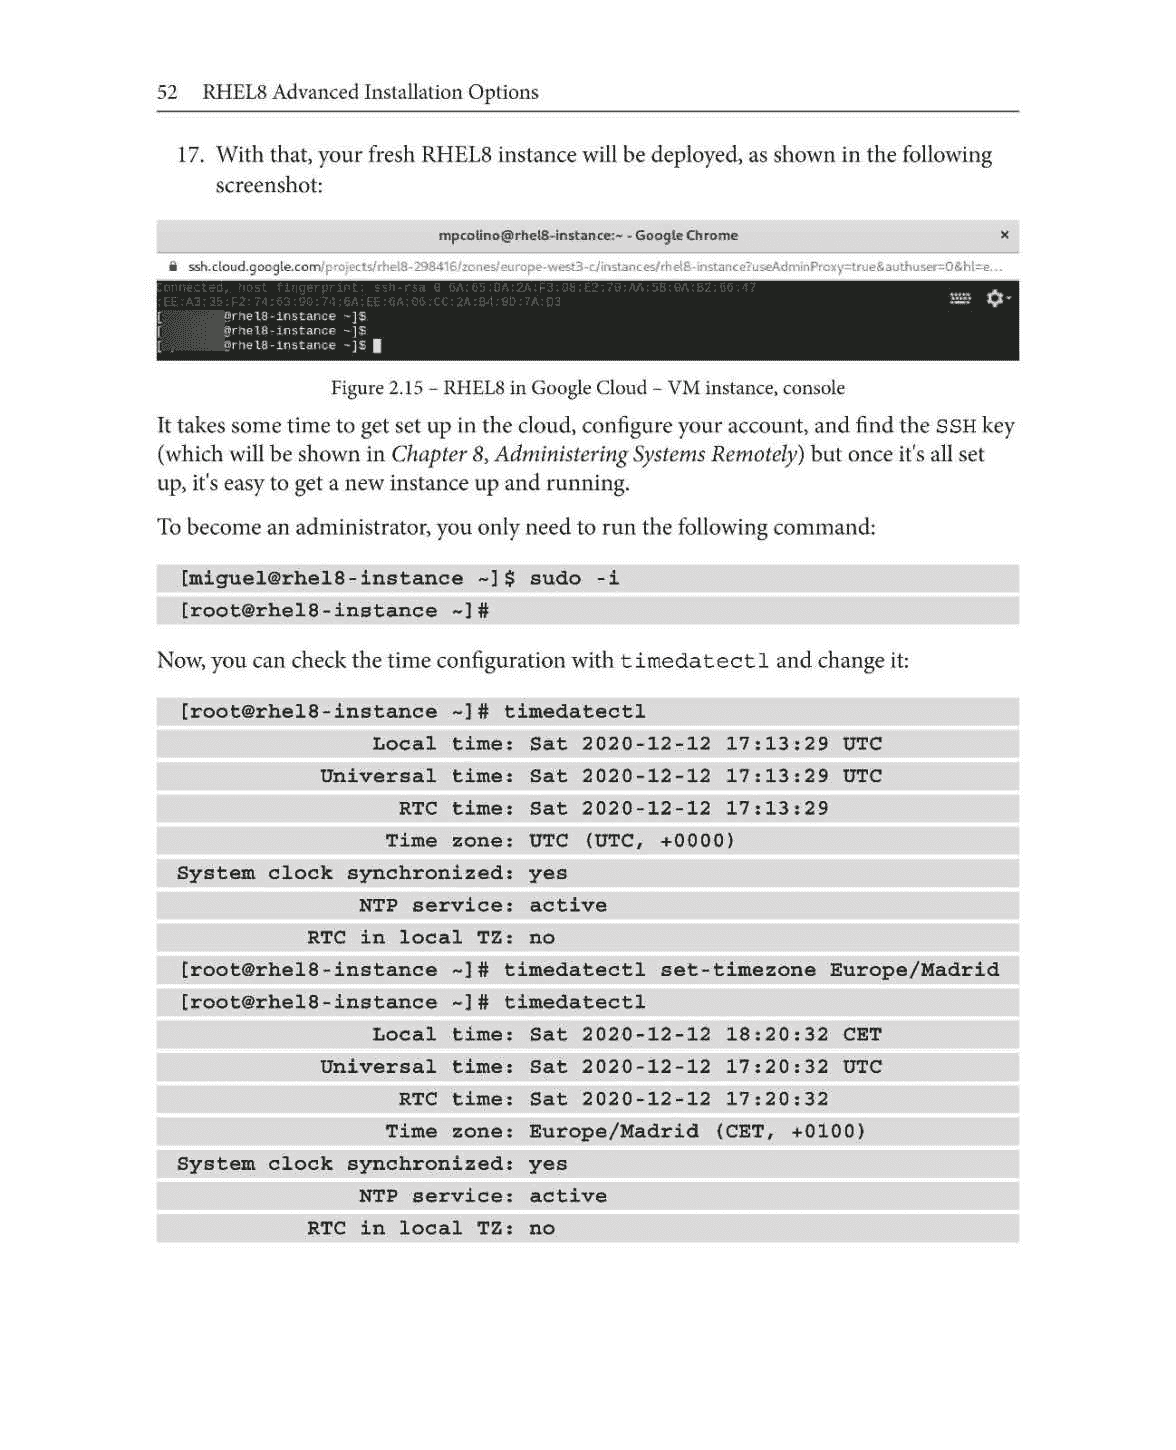 52 RHEL8 Advanced Installation Options
17. With that, your fresh RHEL8 instance will be deployed, as shown in the following
screenshot:
mpcolino@rhel8-instance:~ - Google Chrome ×
ssh.cloud.google.com/projects/rhel8-298416/zones/europe-west3-c/instances/rhel8-instance?useAdminProxy=true&authuser=0&hl=e...
Connected, host fingerprint: ssh-rsa 0
[ @rhel8-instance ~]$
[ @rhel8-instance ~]$
[ @rhel8-instance ~]$
Figure 2.15 – RHEL8 in Google Cloud – VM instance, console
It takes some time to get set up in the cloud, configure your account, and find the SSH key
(which will be shown in Chapter 8, Administering Systems Remotely) but once it's all set
up, it's easy to get a new instance up and running.
To become an administrator, you only need to run the following command:
[miguel@rhel8-instance ~]$ sudo -i
[root@rhel8-instance ~]#
Now, you can check the time configuration with timedatectl and change it:
[root@rhel8-instance ~]# timedatectl
Local time: Sat 2020-12-12 17:13:29 UTC
Universal time: Sat 2020-12-12 17:13:29 UTC
RTC time: Sat 2020-12-12 17:13:29
Time zone: UTC (UTC, +0000)
System clock synchronized: yes
NTP service: active
RTC in local TZ: no
[root@rhel8-instance ~]# timedatectl set-timezone Europe/Madrid
[root@rhel8-instance ~]# timedatectl
Local time: Sat 2020-12-12 18:20:32 CET
Universal time: Sat 2020-12-12 17:20:32 UTC
RTC time: Sat 2020-12-12 17:20:32
Time zone: Europe/Madrid (CET, +0100)
System clock synchronized: yes
NTP service: active
RTC in local TZ: no